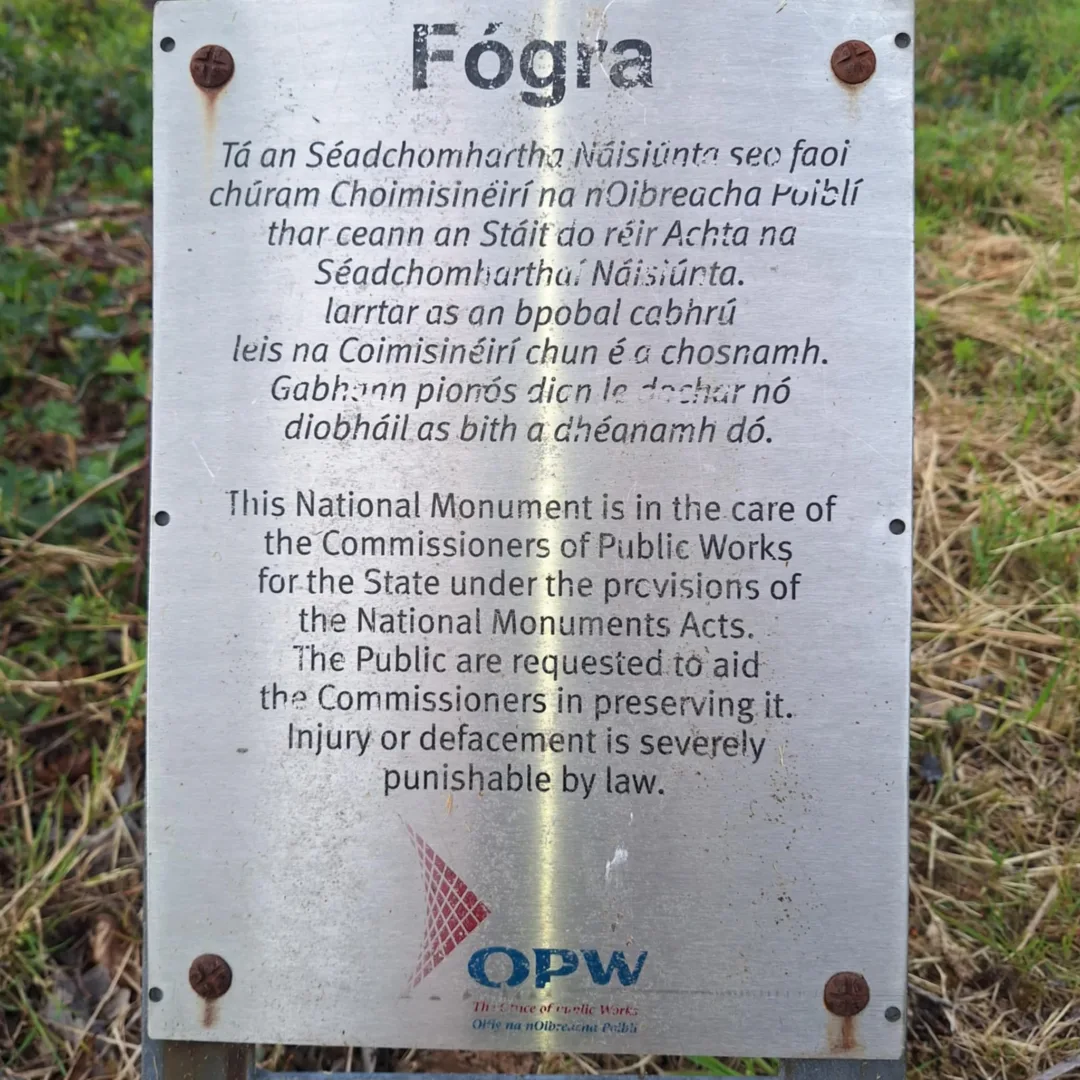 Fógra
Tá an Séadchomhartha Náisiúnta seo faoi
chúram Choimisinéirí na nOibreacha Poiblí
thar ceann an Stáit do réir Achta na
Séadchomharthaí Náisiúnta.
Iarrtar as an bpobal cabhrú
leis na Coimisinéirí chun é a chosnamh.
Gabhann pionós dian le dochar nó
diobháil as bith a dhéanamh dó.
This National Monument is in the care of
the Commissioners of Public Works
for the State under the provisions of
the National Monuments Acts.
The Public are requested to aid
the Commissioners in preserving it.
Injury or defacement is severely
punishable by law.
OPW
The Office of Public Works
Oifig na nOibreacha Poiblí